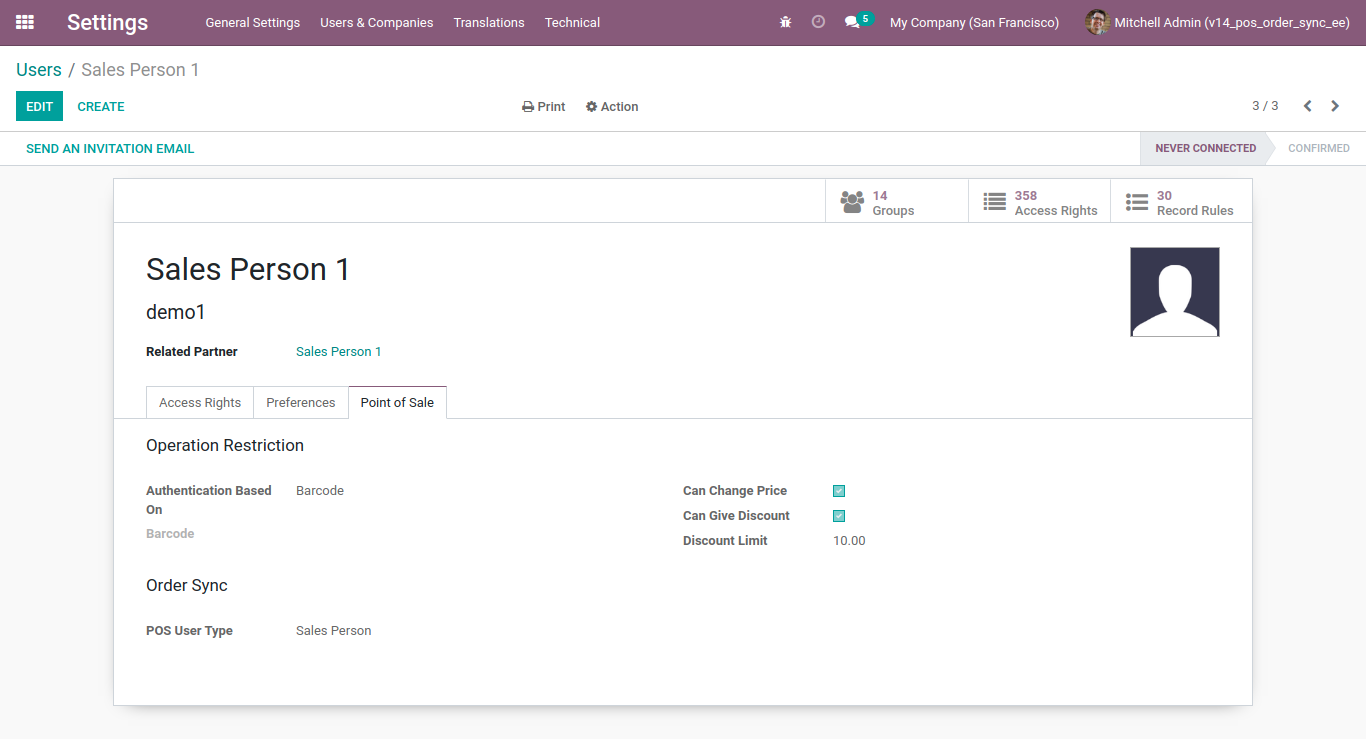 Settings General Settings Users & Companies Translations Technical 5 My Company (San Francisco) Mitchell Admin (v14_pos_order_sync_ee)
Users / Sales Person 1
EDIT CREATE Print Action 3 / 3
SEND AN INVITATION EMAIL NEVER CONNECTED CONFIRMED
14 358 30
Groups Access Rights Record Rules
Sales Person 1
demo1
Related Partner Sales Person 1
Access Rights Preferences Point of Sale
Operation Restriction
Authentication Based Barcode Can Change Price
On
Can Give Discount
Barcode
Discount Limit 10.00
Order Sync
POS User Type Sales Person